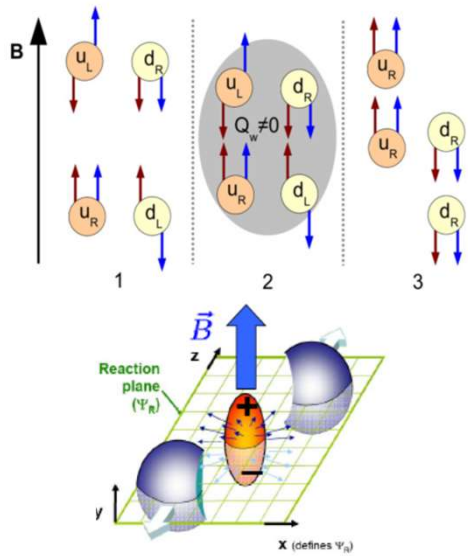 B
u_L
d_R
u_R
d_L
1
u_L
d_R
Q_w≠0
u_R
d_L
2
u_R
u_R
d_R
d_R
3
B⃗
z
Reaction
plane
(Ψ_R)
+
−
y
x (defines Ψ_R)